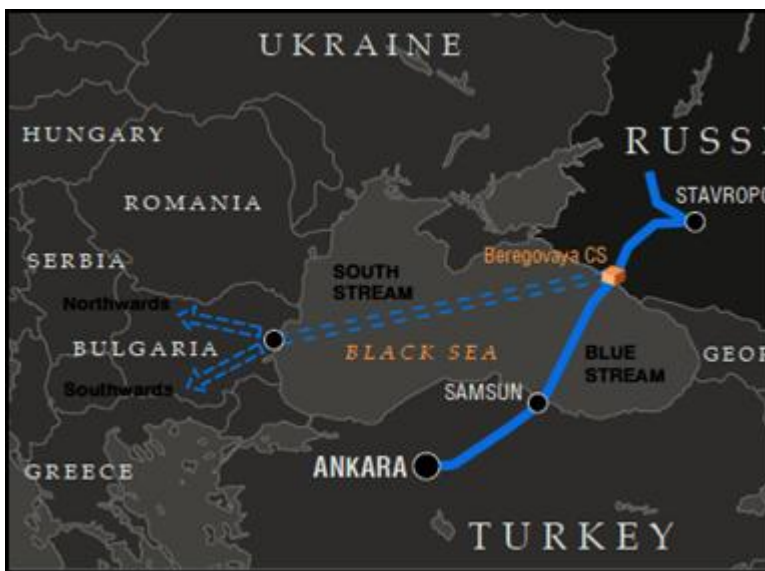 UKRAINE
HUNGARY
RUSSI
ROMANIA
STAVROPO
Beregovaya CS
SERBIA
SOUTH
STREAM
Northwards
BULGARIA
BLACK SEA
BLUE
STREAM
GEOR
Southwards
SAMSUN
GREECE
ANKARA
TURKEY